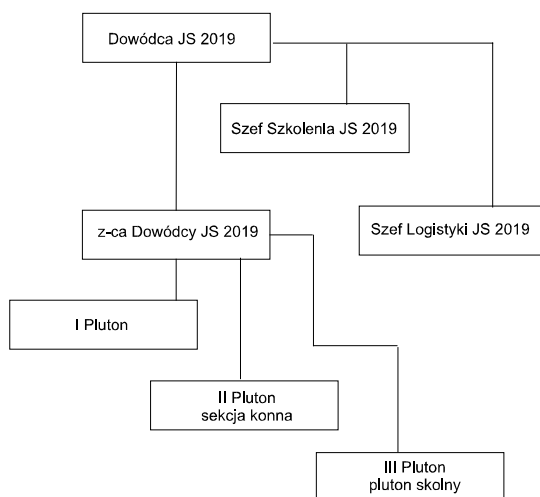 Dowódca JS 2019
Szef Szkolenia JS 2019
z-ca Dowódcy JS 2019
Szef Logistyki JS 2019
I Pluton
II Pluton
sekcja konna
III Pluton
pluton skolny